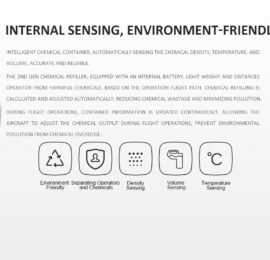 INTERNAL SENSING, ENVIRONMENT-FRIENDL
INTELLIGENT CHEMICAL CONTAINER, AUTOMATICALLY SENSING THE CHEMICAL DENSITY, TEMPERATURE, AND
VOLUME; ACCURATE AND RELIABLE.
THE 2ND GEN CHEMICAL REFILLER, EQUIPPED WITH AN INTERNAL BATTERY, LIGHT WEIGHT AND DISTANCES
OPERATOR FROM HARMFUL CHEMICALS. BASED ON THE OPERATION FLIGHT PATH, CHEMICAL REFILLING IS
CALCULATED AND ADJUSTED AUTOMATICALLY, REDUCING CHEMICAL WASTAGE AND MINIMIZING POLLUTION.
DURING FLIGHT OPERATIONS, CONTAINER INFORMATION IS UPDATED CONTINUOUSLY, ALLOWING THE
AIRCRAFT TO ADJUST THE CHEMICAL OUTPUT DURING FLIGHT OPERATIONS, PREVENT ENVIRONMENTAL
POLLUTION FROM CHEMICAL OVERDOSE.
°C
Environment Separating Operators Density Volume Temperature
Friendly and Chemicals Sensing Sensing Sensing